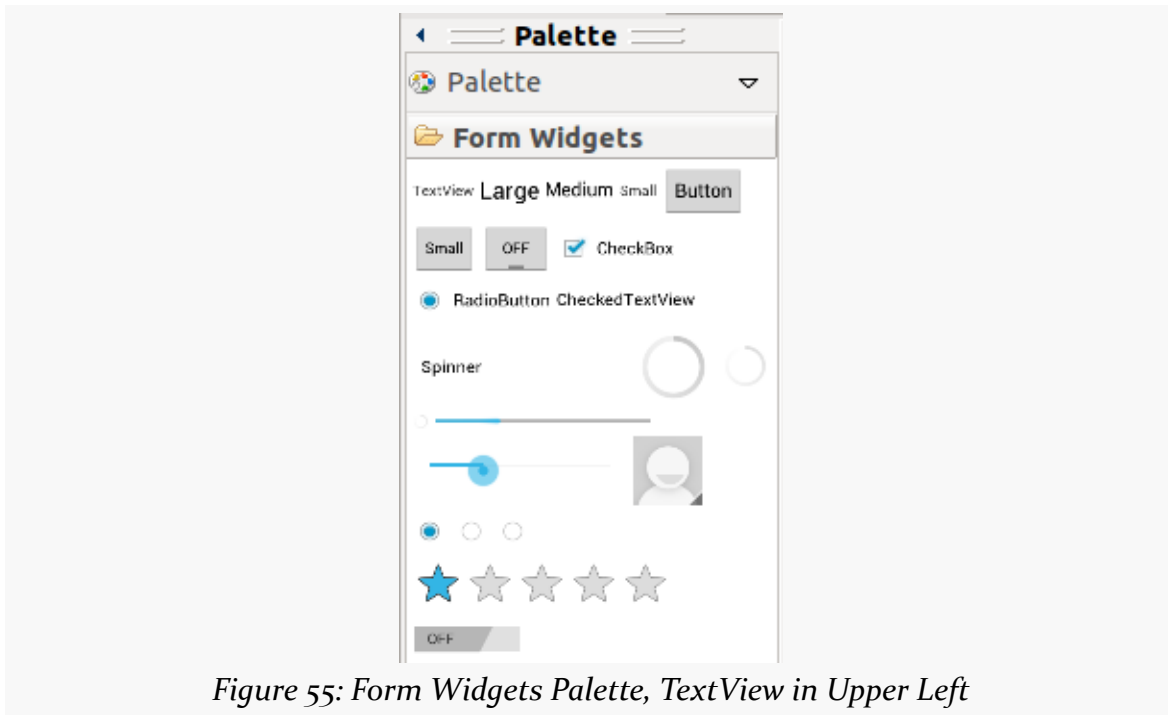 Palette
Palette
Form Widgets
TextView Large Medium Small Button
Small OFF CheckBox
RadioButton CheckedTextView
Spinner
OFF
Figure 55: Form Widgets Palette, TextView in Upper Left